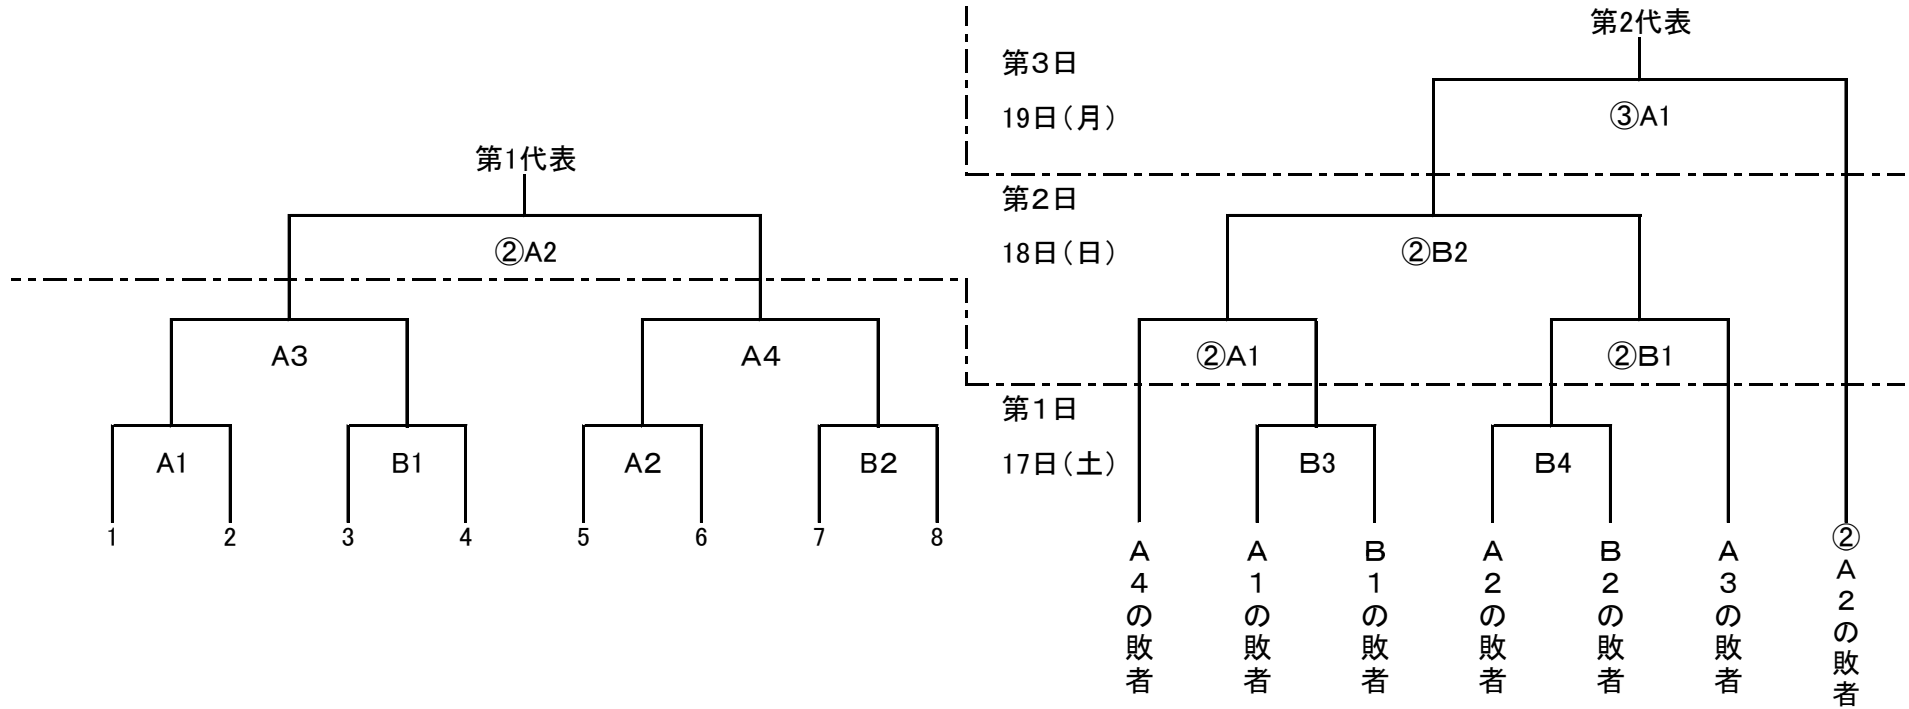 第2代表
第3日
19日（月）
③A1
第1代表
第2日
18日（日）
②A2
②B2
A3
A4
②A1
②B1
第1日
17日（土）
A1
B1
A2
B2
B3
B4
1
2
3
4
5
6
7
8
A4の敗者
A1の敗者
B1の敗者
A2の敗者
B2の敗者
A3の敗者
②A2の敗者